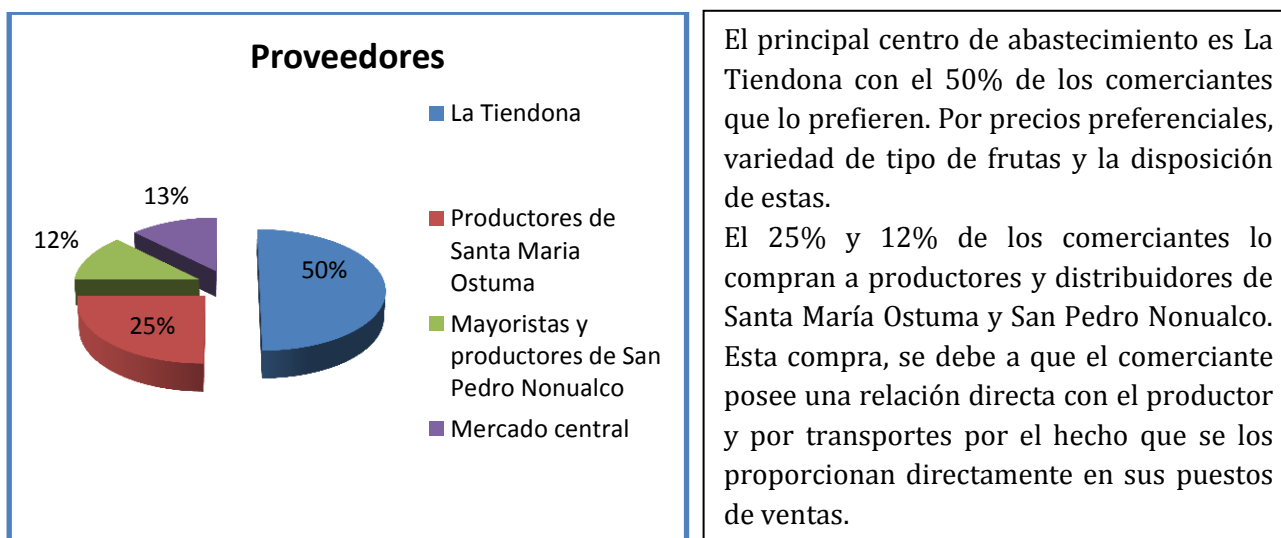 Proveedores
La Tiendona
Productores de
Santa Maria
Ostuma
Mayoristas y
productores de San
Pedro Nonualco
Mercado central
13%
12%
50%
25%
El principal centro de abastecimiento es La
Tiendona con el 50% de los comerciantes
que lo prefieren. Por precios preferenciales,
variedad de tipo de frutas y la disposición
de estas.
El 25% y 12% de los comerciantes lo
compran a productores y distribuidores de
Santa María Ostuma y San Pedro Nonualco.
Esta compra, se debe a que el comerciante
posee una relación directa con el productor
y por transportes por el hecho que se los
proporcionan directamente en sus puestos
de ventas.